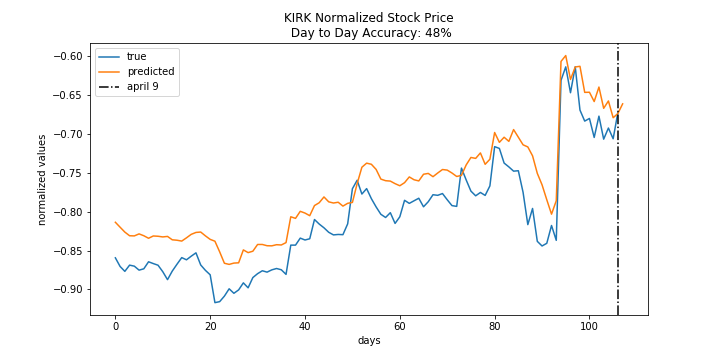 KIRK Normalized Stock Price
Day to Day Accuracy: 48%
true
predicted
april 9
normalized values
−0.60
−0.65
−0.70
−0.75
−0.80
−0.85
−0.90
0
20
40
60
80
100
days